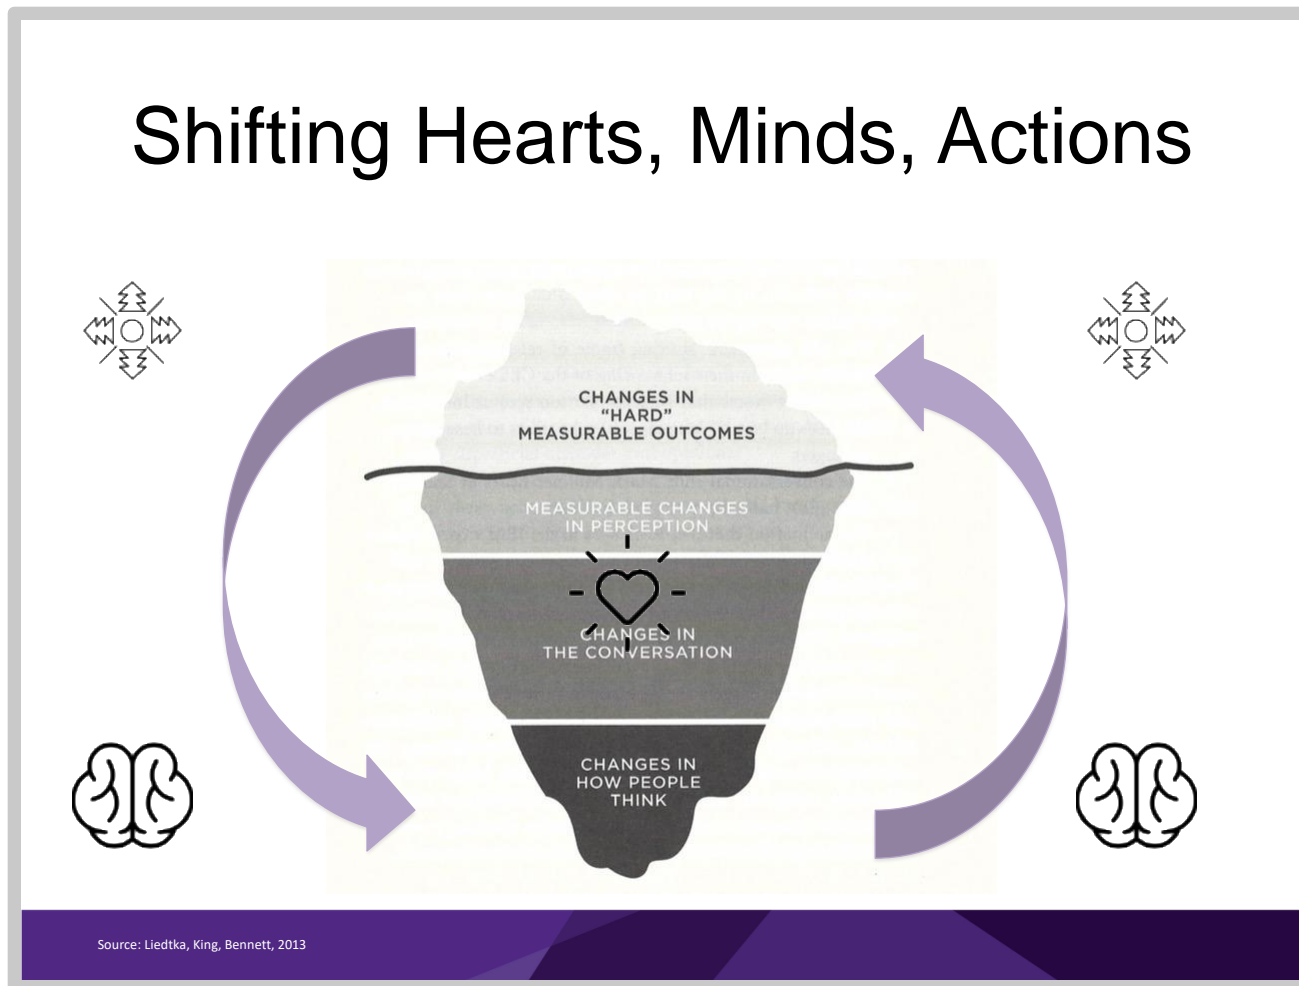 Shifting Hearts, Minds, Actions
CHANGES IN
“HARD”
MEASURABLE OUTCOMES
MEASURABLE CHANGES
IN PERCEPTION
CHANGES IN
THE CONVERSATION
CHANGES IN
HOW PEOPLE
THINK
Source: Liedtka, King, Bennett, 2013